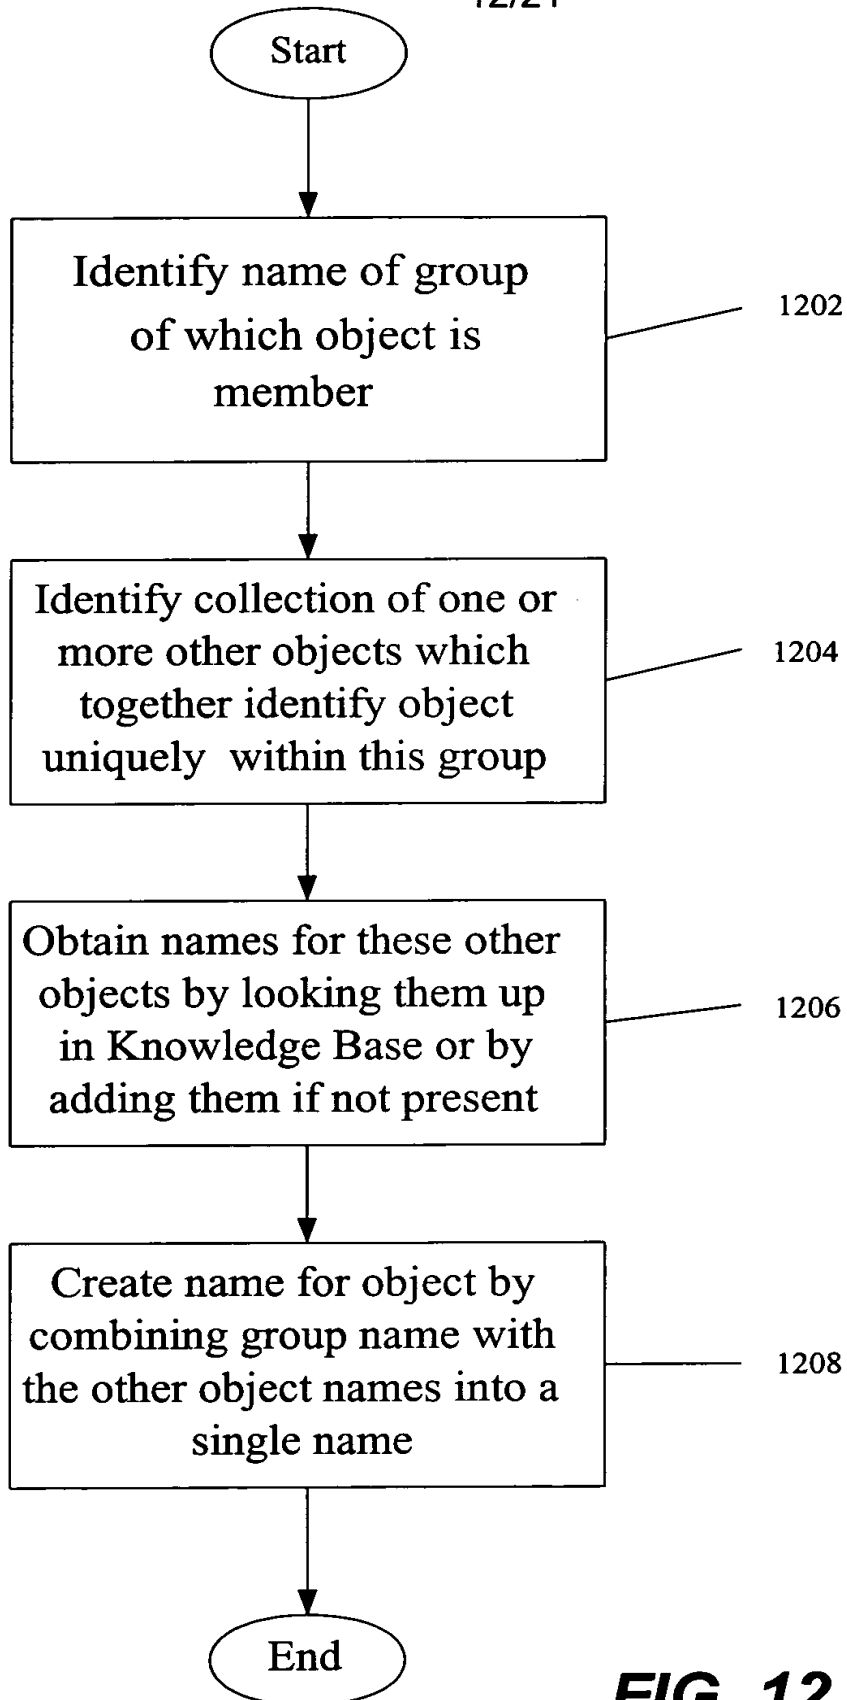 12/21
Start
Identify name of group
of which object is
member
1202
Identify collection of one or
more other objects which
together identify object
uniquely within this group
1204
Obtain names for these other
objects by looking them up
in Knowledge Base or by
adding them if not present
1206
Create name for object by
combining group name with
the other object names into a
single name
1208
End
FIG. 12